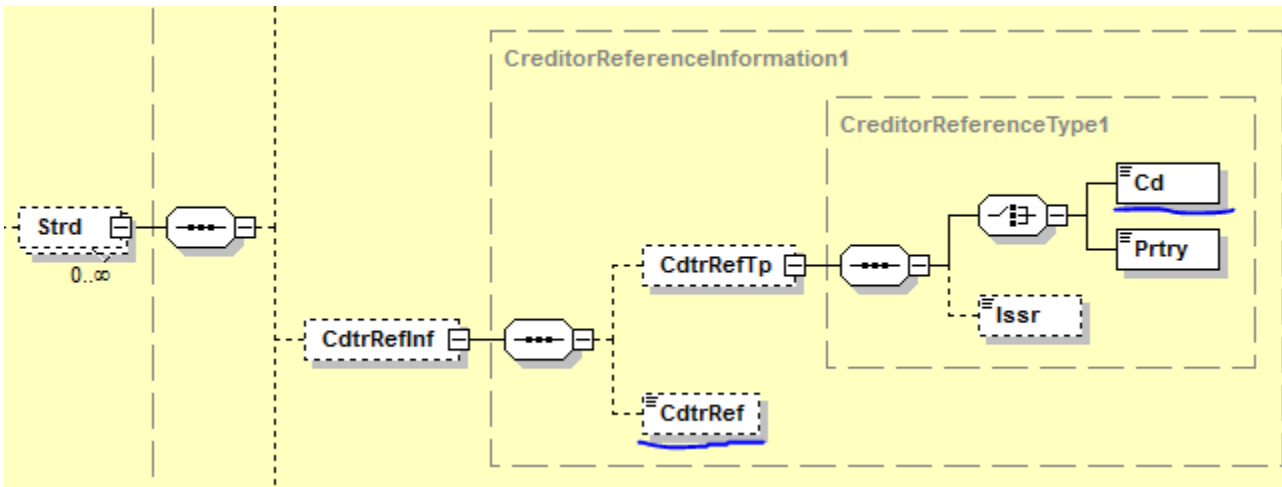 CreditorReferenceInformation1
CreditorReferenceType1
Cd
Strd
0..∞
CdtrRefTp
Prtry
Issr
CdtrRefInf
CdtrRef